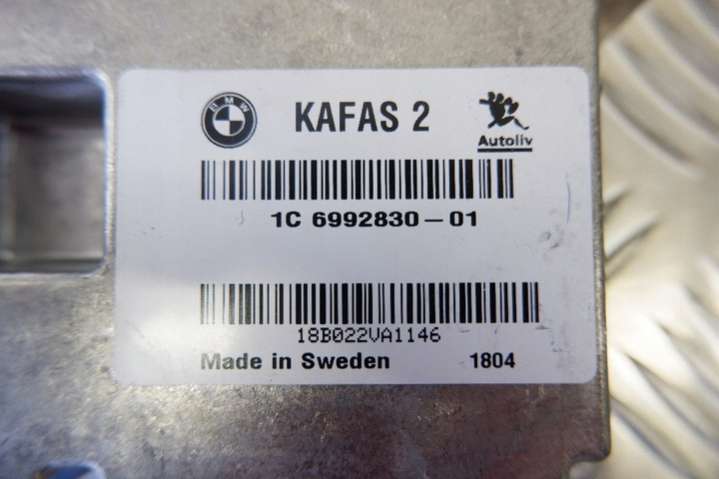 BMW KAFAS 2
Autoliv
1C 6992830-01
18B022VA1146
Made in Sweden 1804